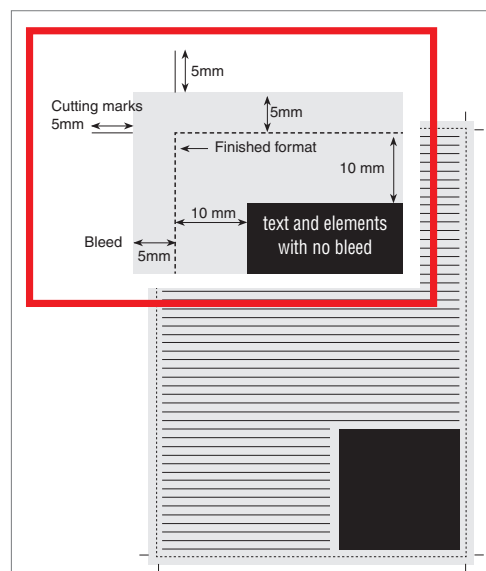 5mm
Cutting marks
5mm
5mm
Finished format
10 mm
10 mm
text and elements
with no bleed
Bleed
5mm